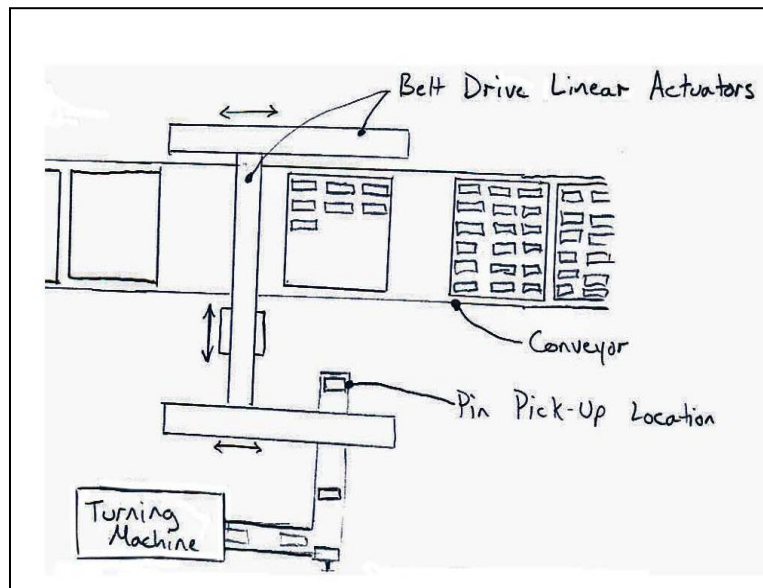 Belt Drive Linear Actuators
Conveyor
Pin Pick-Up Location
Turning
Machine